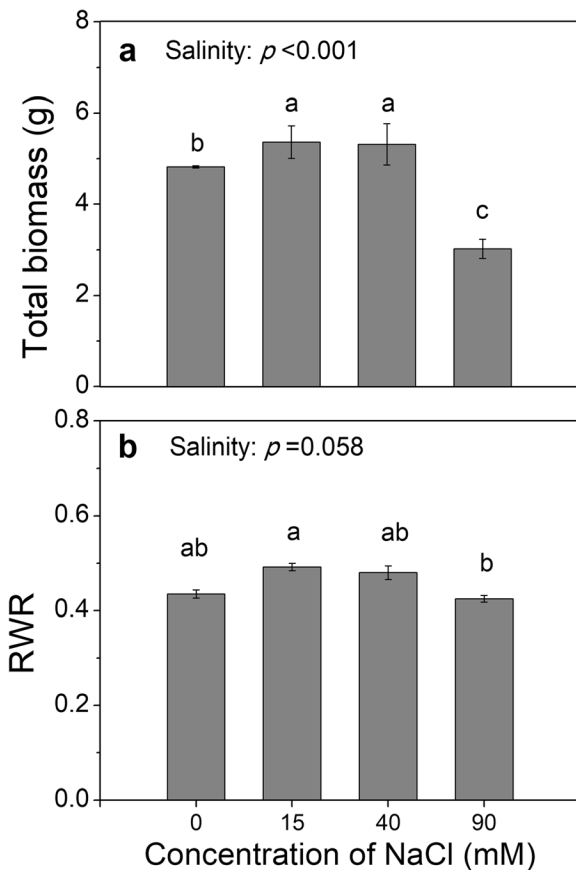 a Salinity: p <0.001
Total biomass (g)
8
6
4
2
0
b
a
a
c
b Salinity: p =0.058
RWR
0.8
0.6
0.4
0.2
0.0
ab
a
ab
b
0 15 40 90
Concentration of NaCl (mM)